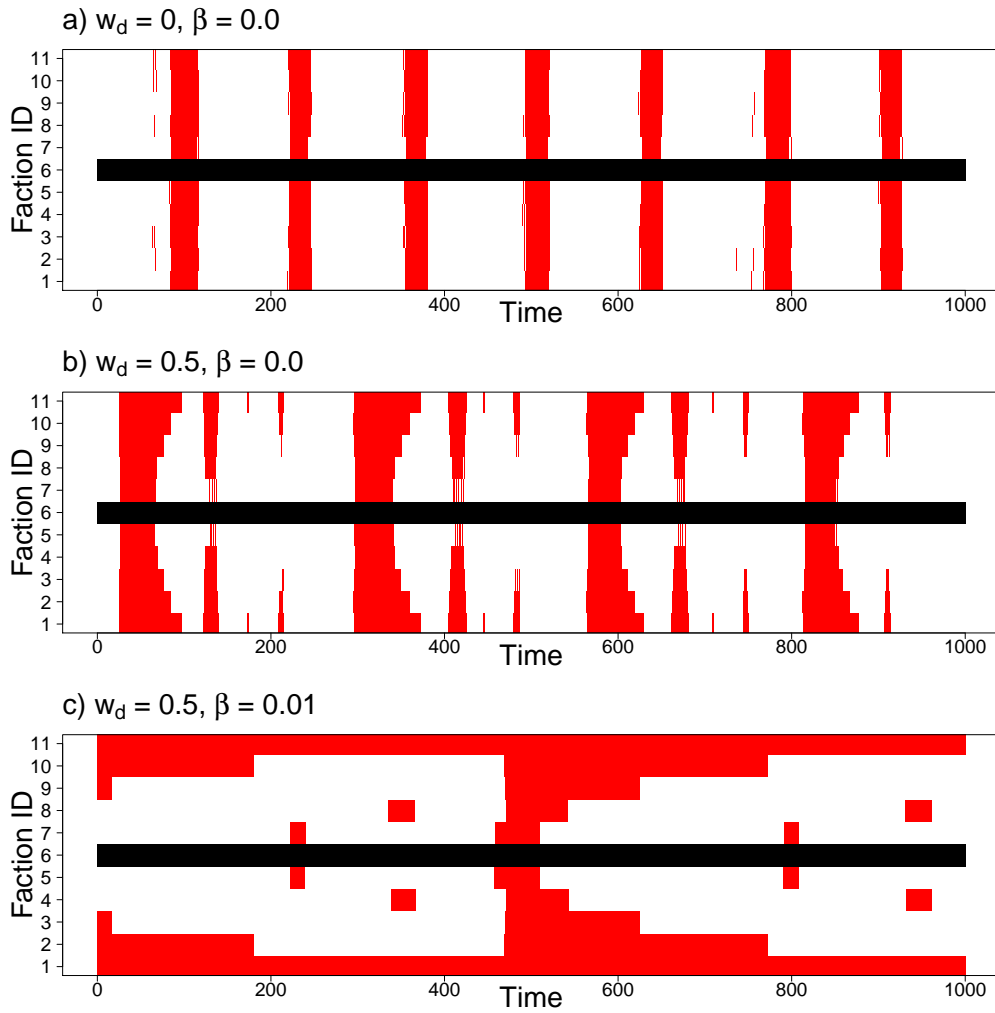 a) w_d = 0, β = 0.0
Faction ID
11
10
9
8
7
6
5
4
3
2
1
0 200 400 600 800 1000
Time
b) w_d = 0.5, β = 0.0
Faction ID
11
10
9
8
7
6
5
4
3
2
1
0 200 400 600 800 1000
Time
c) w_d = 0.5, β = 0.01
Faction ID
11
10
9
8
7
6
5
4
3
2
1
0 200 400 600 800 1000
Time